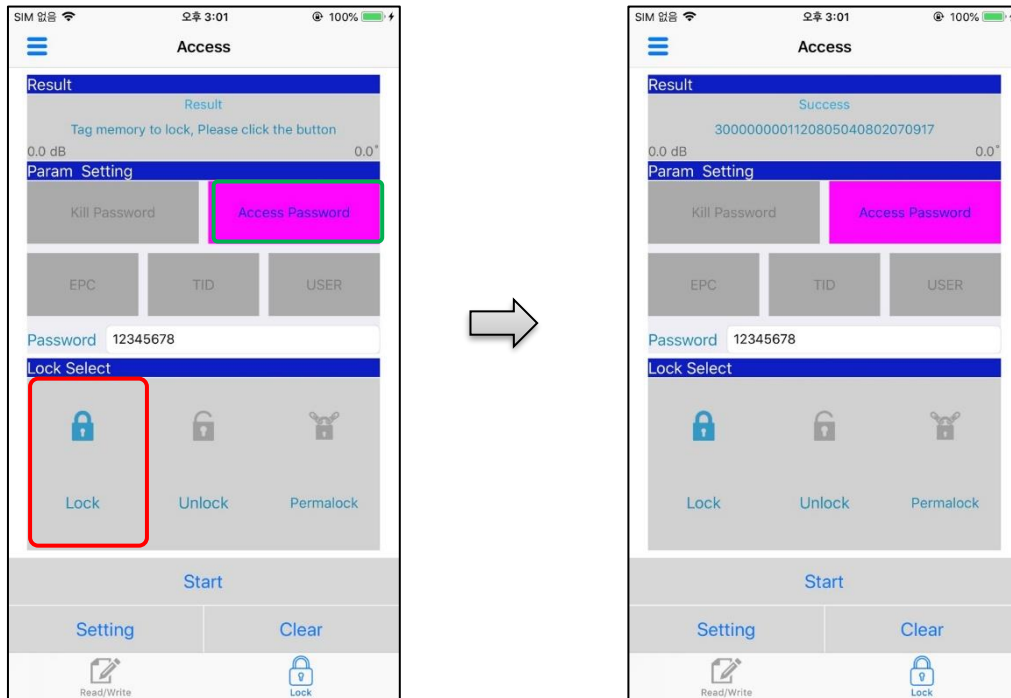 SIM 없음 오후 3:01 100%
Access
Result
Result
Tag memory to lock, Please click the button
0.0 dB 0.0°
Param Setting
Kill Password Access Password
EPC TID USER
Password 12345678
Lock Select
Lock Unlock Permalock
Start
Setting Clear
Read/Write Lock
SIM 없음 오후 3:01 100%
Access
Result
Success
3000000001120805040802070917
0.0 dB 0.0°
Param Setting
Kill Password Access Password
EPC TID USER
Password 12345678
Lock Select
Lock Unlock Permalock
Start
Setting Clear
Read/Write Lock